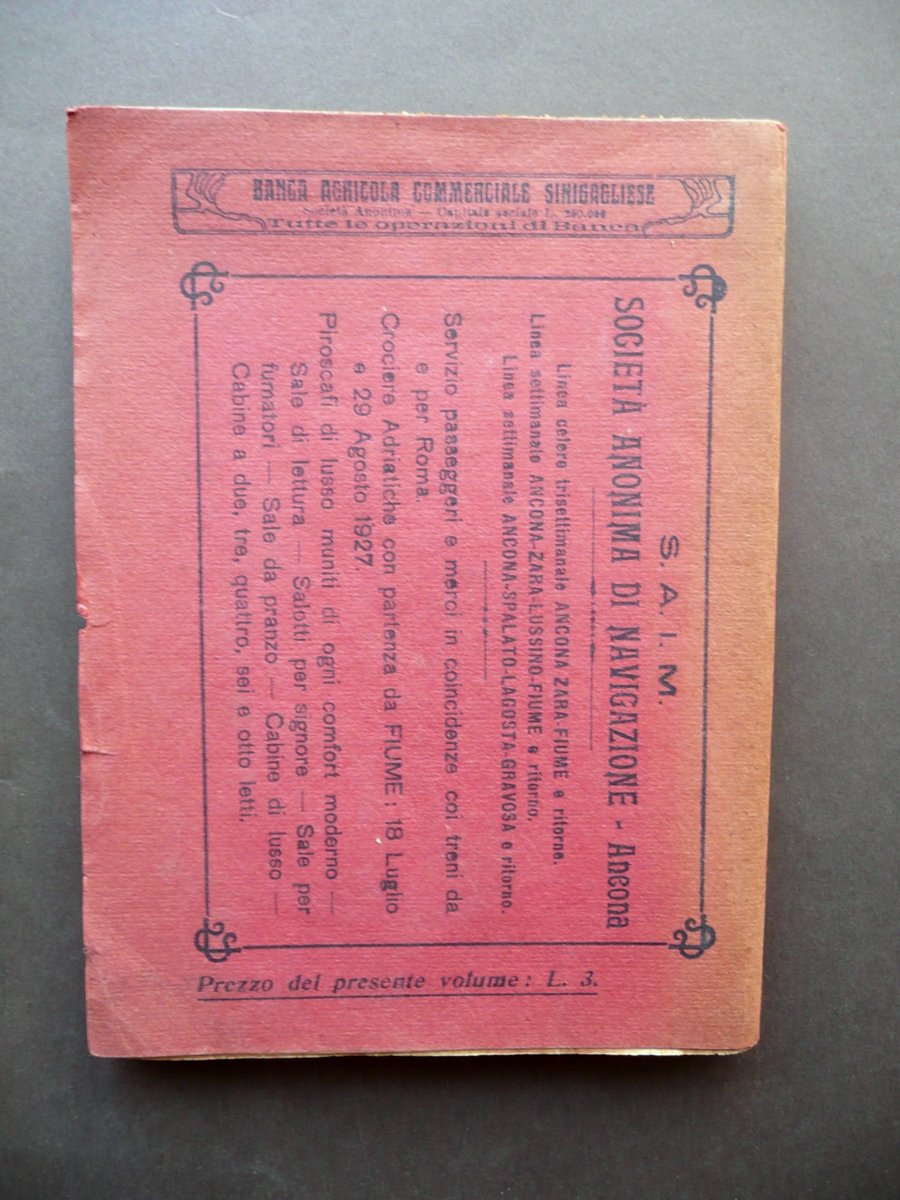 BANCA AGRICOLA COMMERCIALE SINIGAGLIESE
Società Anonima — Capitale sociale L. 250.000
Tutte le operazioni di Banca
S. A. I. M.
SOCIETÀ ANONIMA DI NAVIGAZIONE - Ancona
Linea celere trisettimanale ANCONA ZARA-FIUME e ritorno.
Linea settimanale ANCONA-ZARA-LUSSINO-FIUME e ritorno.
Linea settimanale ANCONA-SPALATO-LAGOSTA-GRAVOSA e ritorno.
Servizio passeggeri e merci in coincidenze coi treni da
e per Roma.
Crociere Adriatiche con partenza da FIUME: 18 Luglio
e 29 Agosto 1927
Piroscafi di lusso muniti di ogni comfort moderno —
Sale di lettura — Salotti per signore — Sale per
fumatori — Sale da pranzo — Cabine di lusso —
Cabine a due, tre, quattro, sei e otto letti.
Prezzo del presente volume: L. 3.